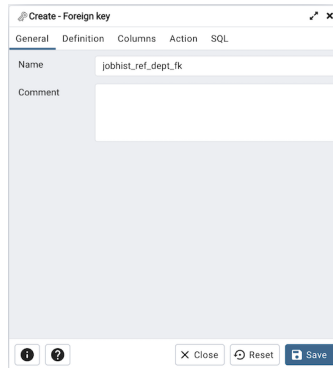 Create - Foreign key
General Definition Columns Action SQL
Name jobhist_ref_dept_fk
Comment
Close Reset Save